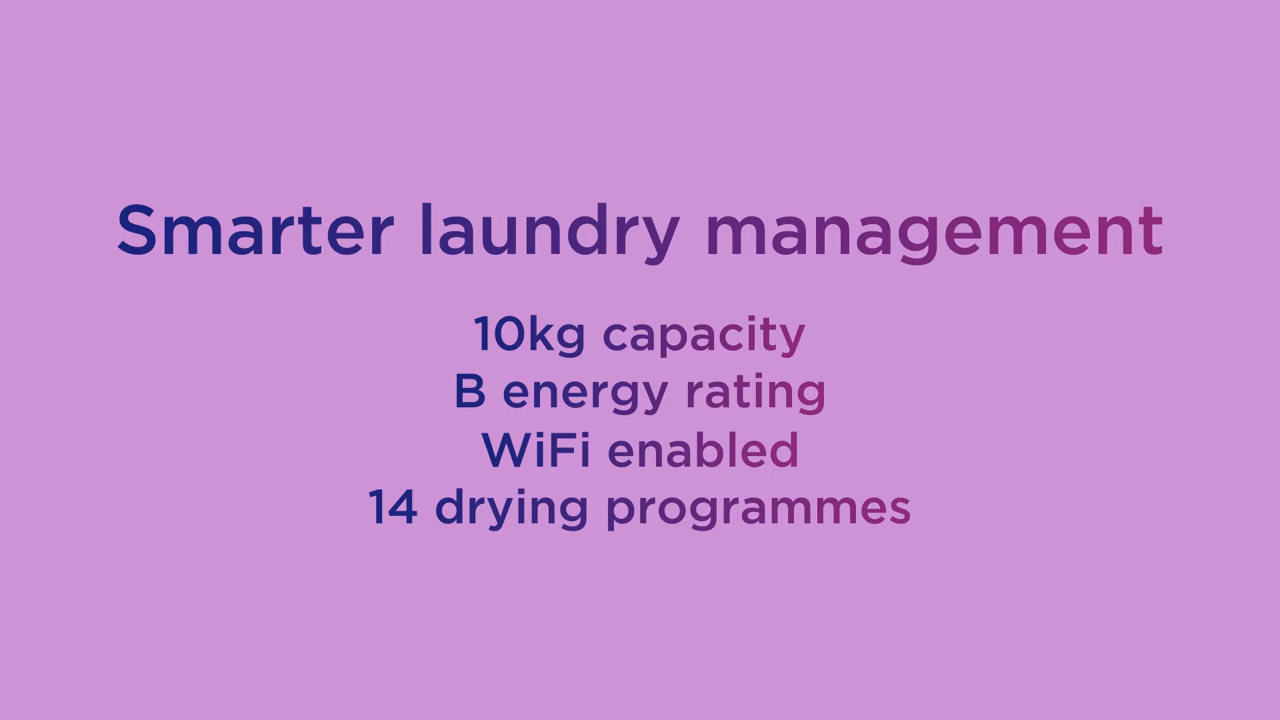 Smarter laundry management
10kg capacity
B energy rating
WiFi enabled
14 drying programmes